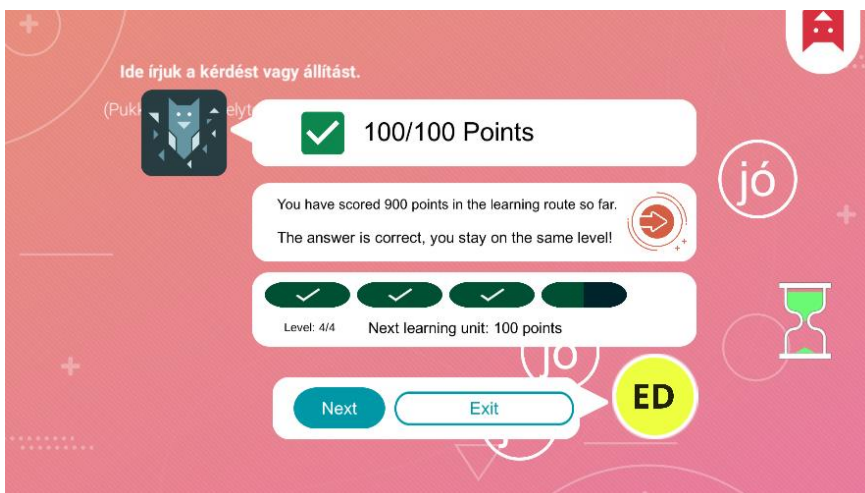 Ide írjuk a kérdést vagy állítást.
100/100 Points
jó
You have scored 900 points in the learning route so far.
The answer is correct, you stay on the same level!
Level: 4/4
Next learning unit: 100 points
jó
Next
Exit
ED